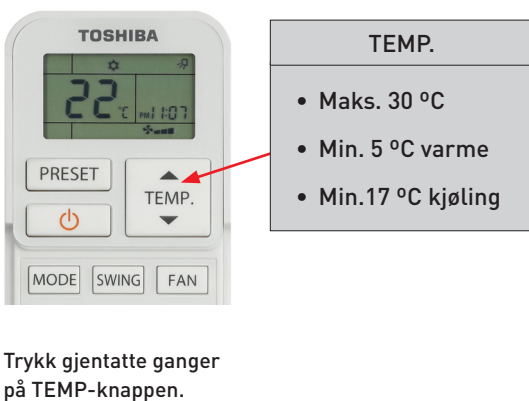 TOSHIBA
22 °C PM 11:07
PRESET
TEMP.
MODE SWING FAN
TEMP.
• Maks. 30 ºC
• Min. 5 ºC varme
• Min.17 ºC kjøling
Trykk gjentatte ganger
på TEMP-knappen.